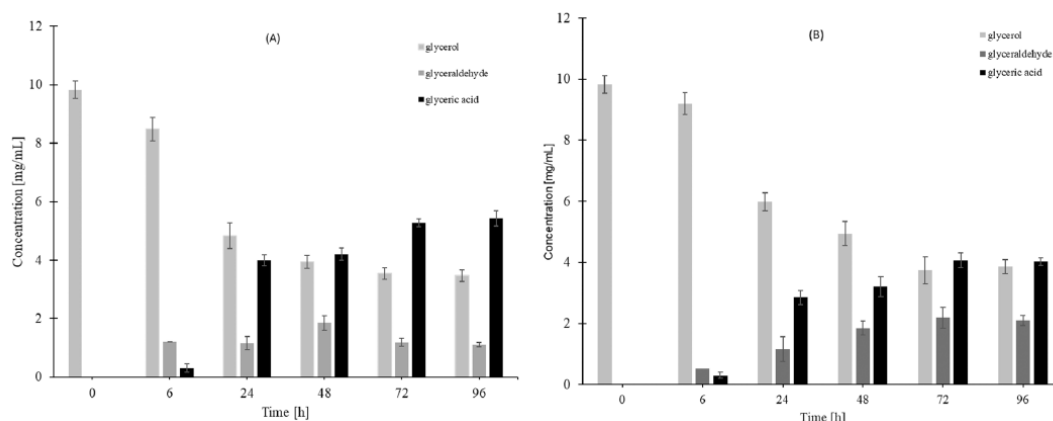 12
10
8
6
4
2
0
Concentration [mg/mL]
(A)
glycerol
glyceraldehyde
glyceric acid
0 6 24 48 72 96
Time [h]
12
10
8
6
4
2
0
Concentration [mg/mL]
(B)
glycerol
glyceraldehyde
glyceric acid
0 6 24 48 72 96
Time [h]